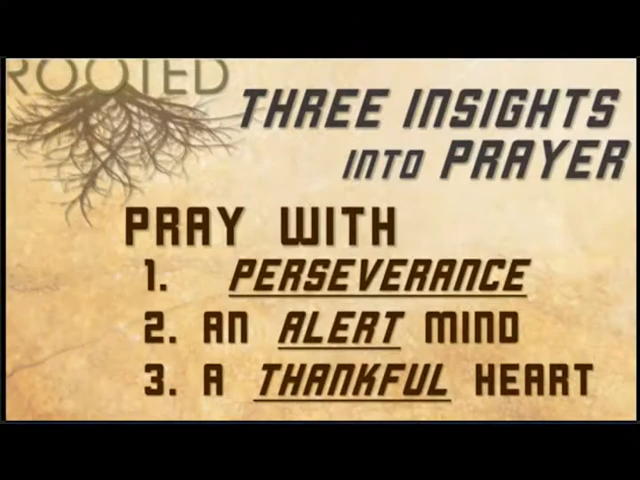 ROOTED
THREE INSIGHTS
INTO PRAYER
PRAY WITH
1. PERSEVERANCE
2. AN ALERT MIND
3. A THANKFUL HEART